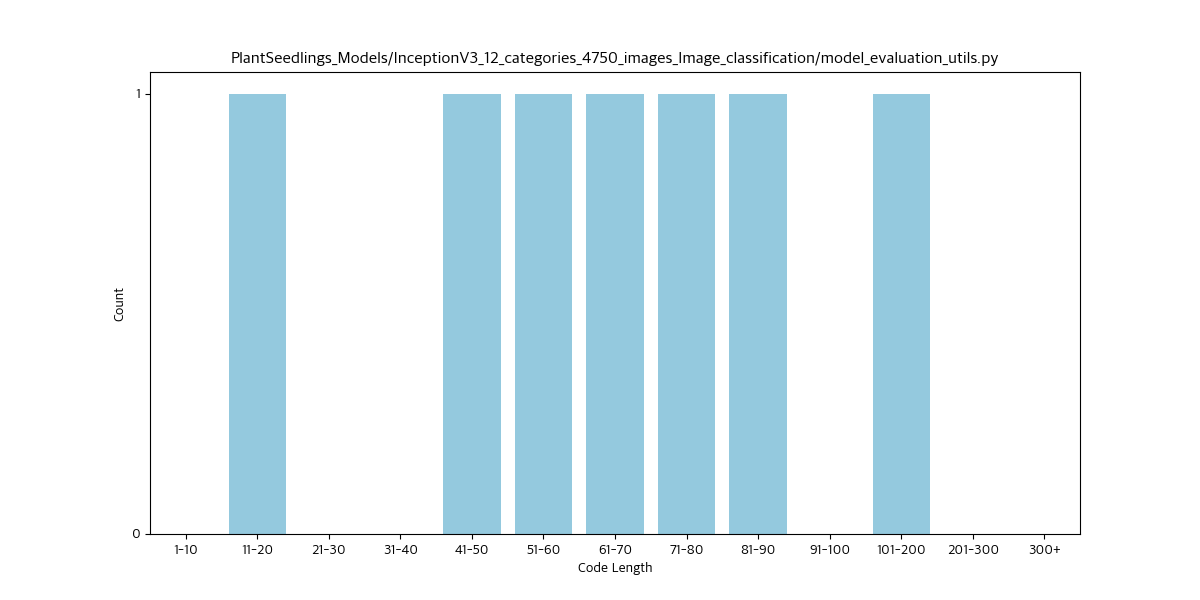 PlantSeedlings_Models/InceptionV3_12_categories_4750_images_Image_classification/model_evaluation_utils.py
1
Count
0
1-10 11-20 21-30 31-40 41-50 51-60 61-70 71-80 81-90 91-100 101-200 201-300 300+
Code Length